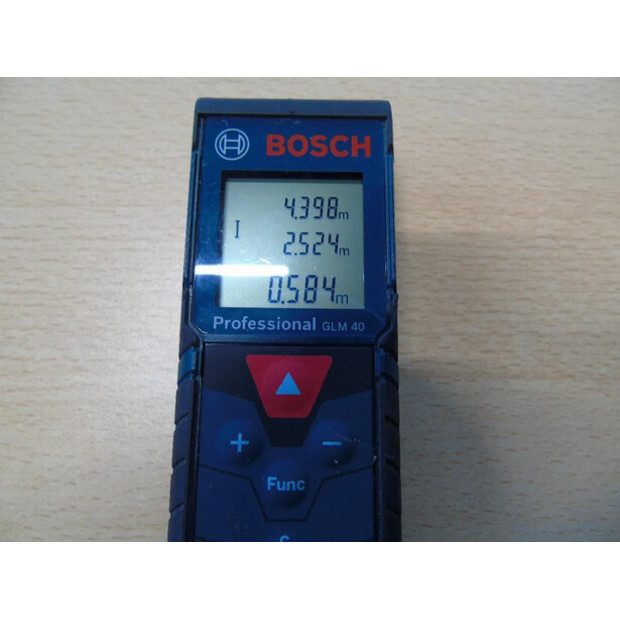 BOSCH
4.398m
2.524m
0.584m
Professional GLM 40
+ −
Func